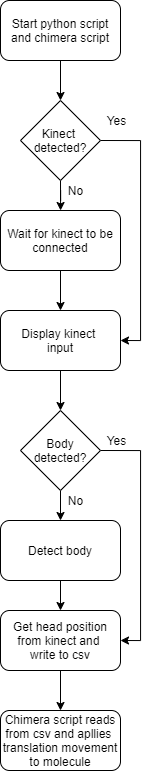 Start python script
and chimera script
Kinect
detected?
Yes
No
Wait for kinect to be
connected
Display kinect
input
Body
detected?
Yes
No
Detect body
Get head position
from kinect and
write to csv
Chimera script reads
from csv and apllies
translation movement
to molecule